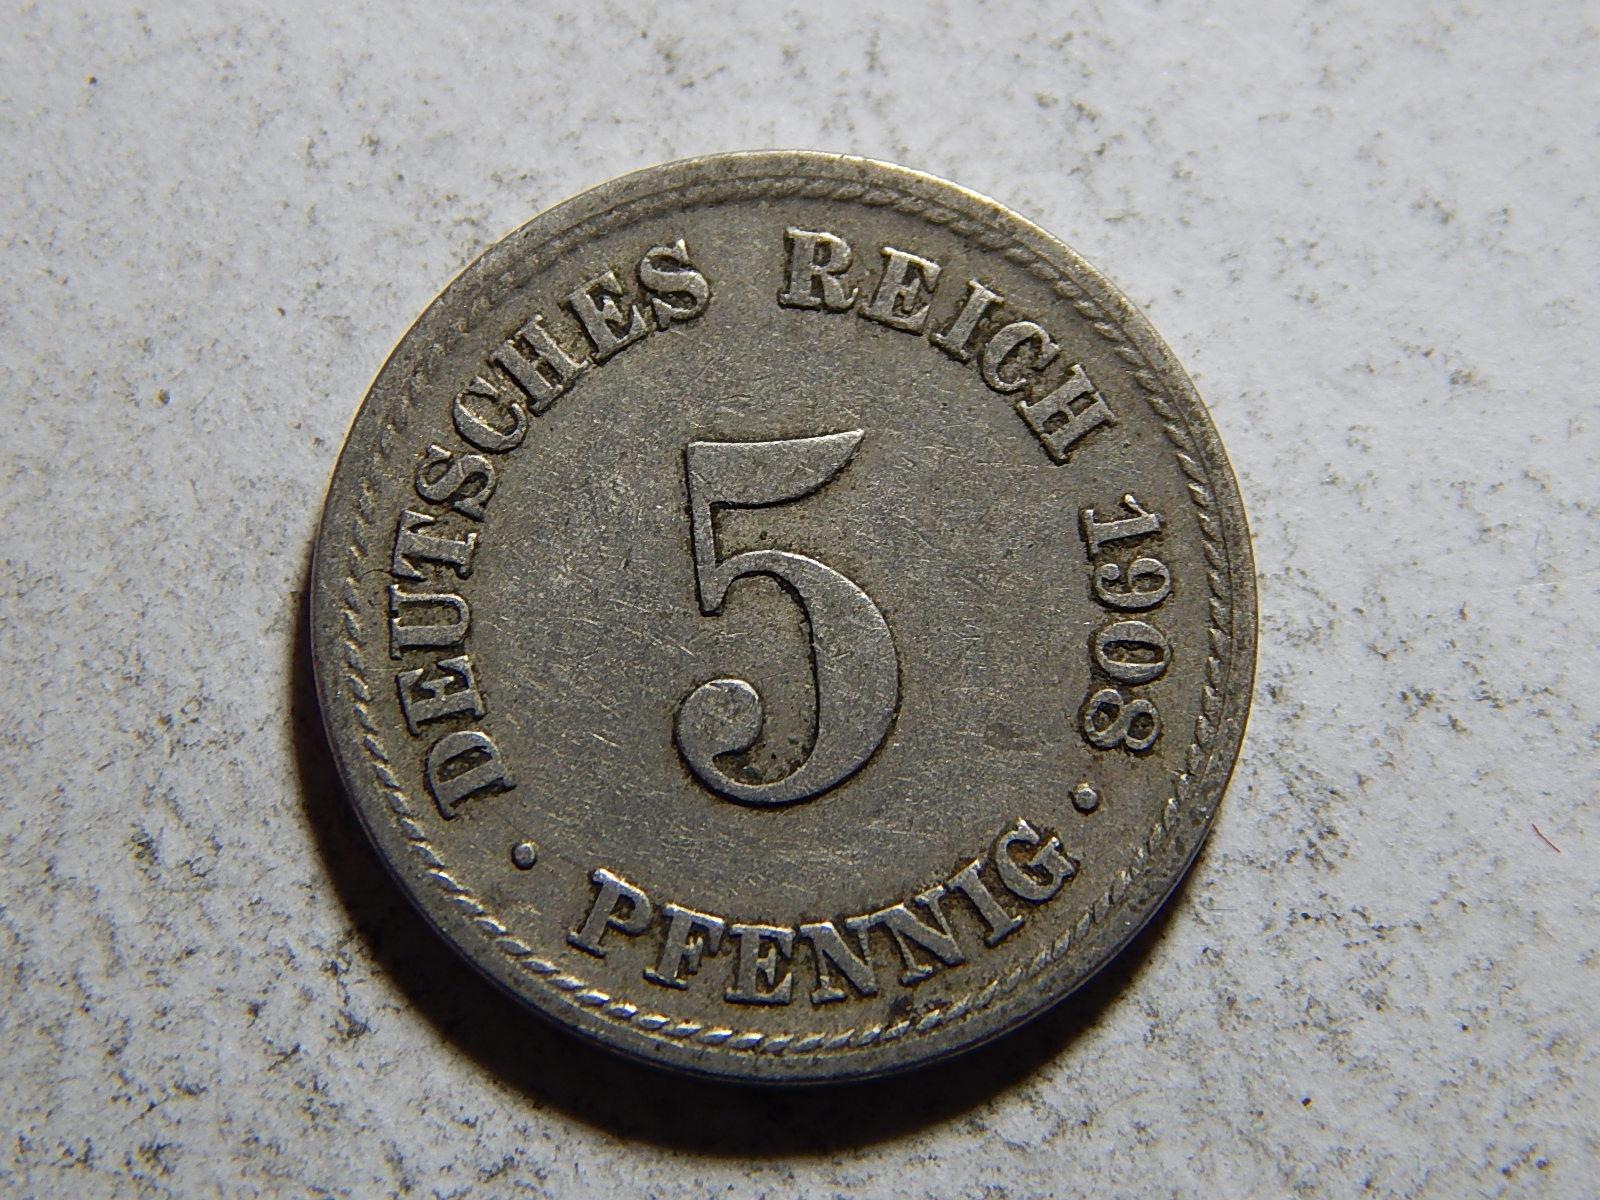 DEUTSCHES REICH 1908
5
· PFENNIG ·